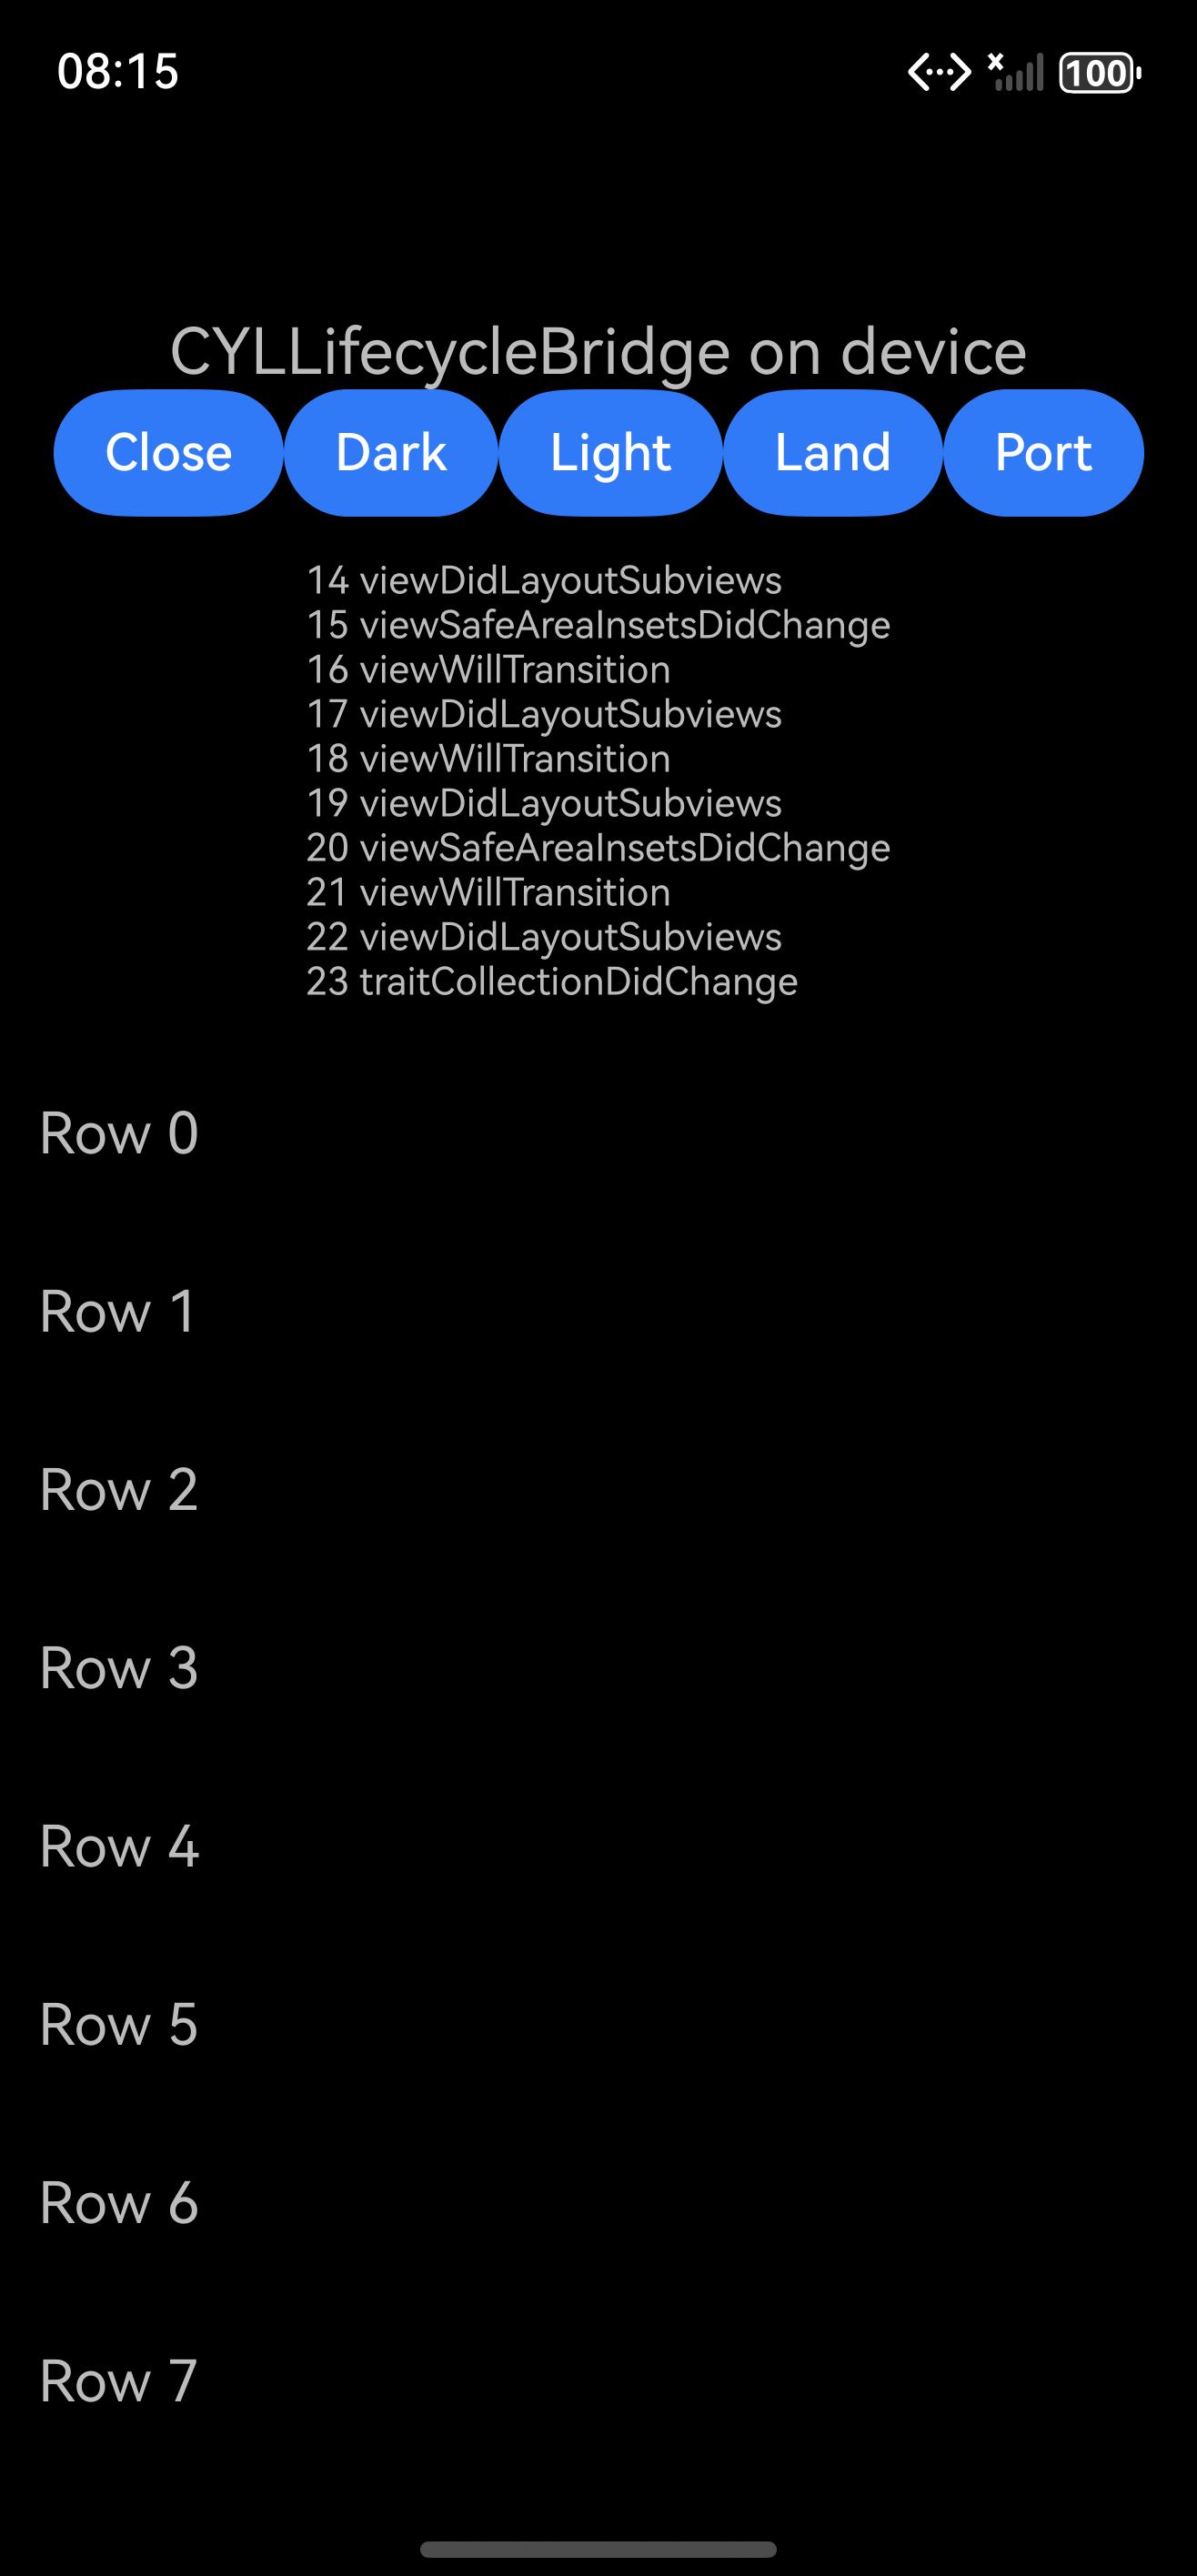 08:15
100
CYLLifecycleBridge on device
Close Dark Light Land Port
14 viewDidLayoutSubviews
15 viewSafeAreaInsetsDidChange
16 viewWillTransition
17 viewDidLayoutSubviews
18 viewWillTransition
19 viewDidLayoutSubviews
20 viewSafeAreaInsetsDidChange
21 viewWillTransition
22 viewDidLayoutSubviews
23 traitCollectionDidChange
Row 0
Row 1
Row 2
Row 3
Row 4
Row 5
Row 6
Row 7